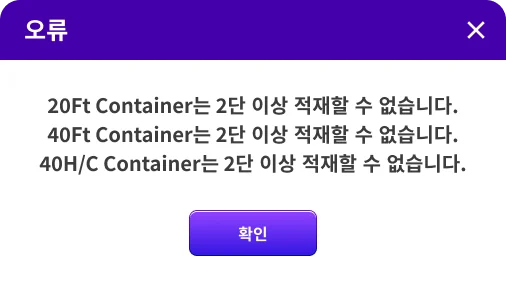 오류
20Ft Container는 2단 이상 적재할 수 없습니다.
40Ft Container는 2단 이상 적재할 수 없습니다.
40H/C Container는 2단 이상 적재할 수 없습니다.
확인